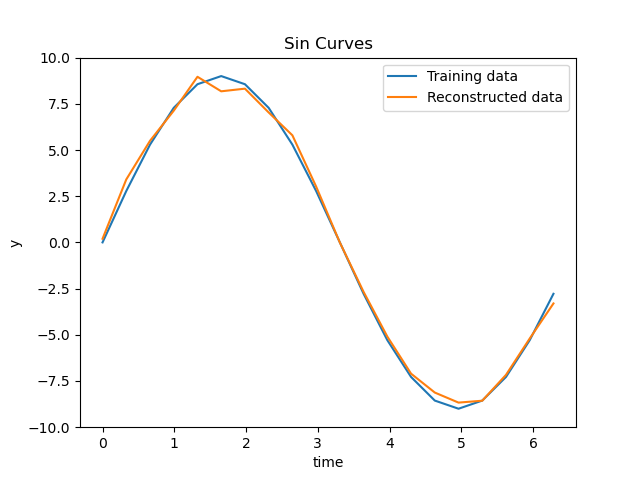 Sin Curves
Training data
Reconstructed data
10.0
7.5
5.0
2.5
0.0
−2.5
−5.0
−7.5
−10.0
y
0 1 2 3 4 5 6
time